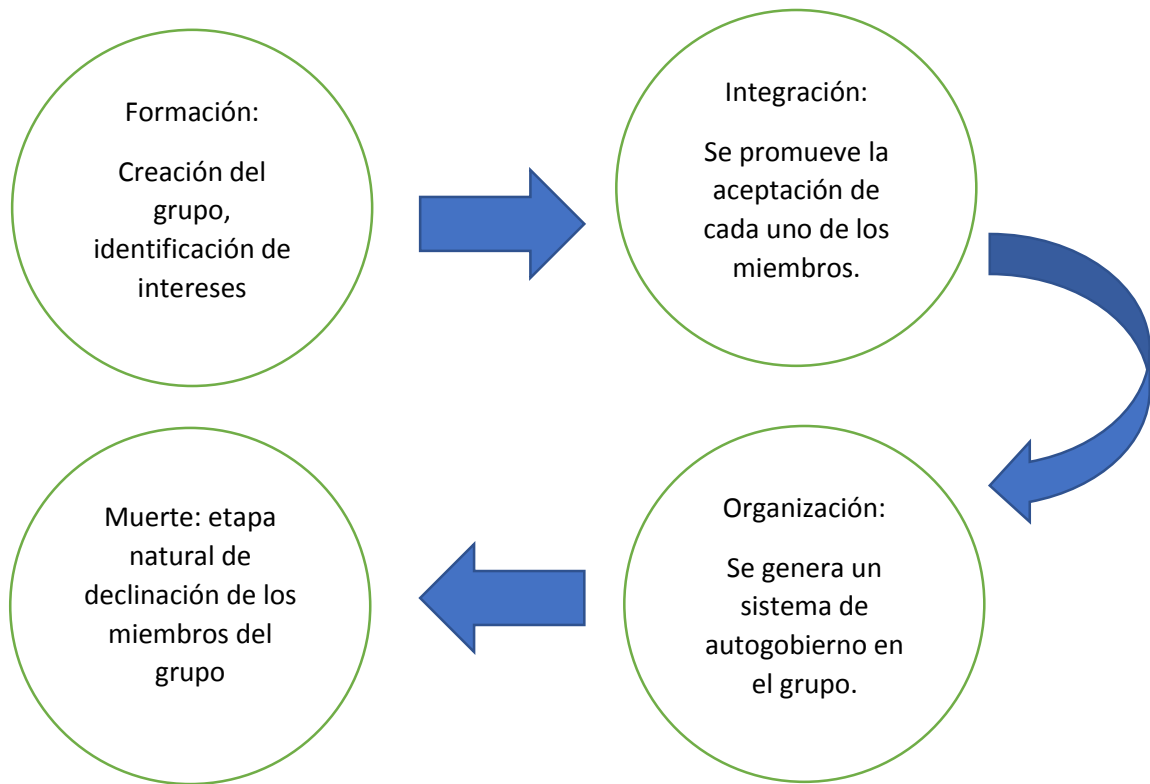 Formación:
Creación del
grupo,
identificación de
intereses
Integración:
Se promueve la
aceptación de
cada uno de los
miembros.
Organización:
Se genera un
sistema de
autogobierno en
el grupo.
Muerte: etapa
natural de
declinación de los
miembros del
grupo